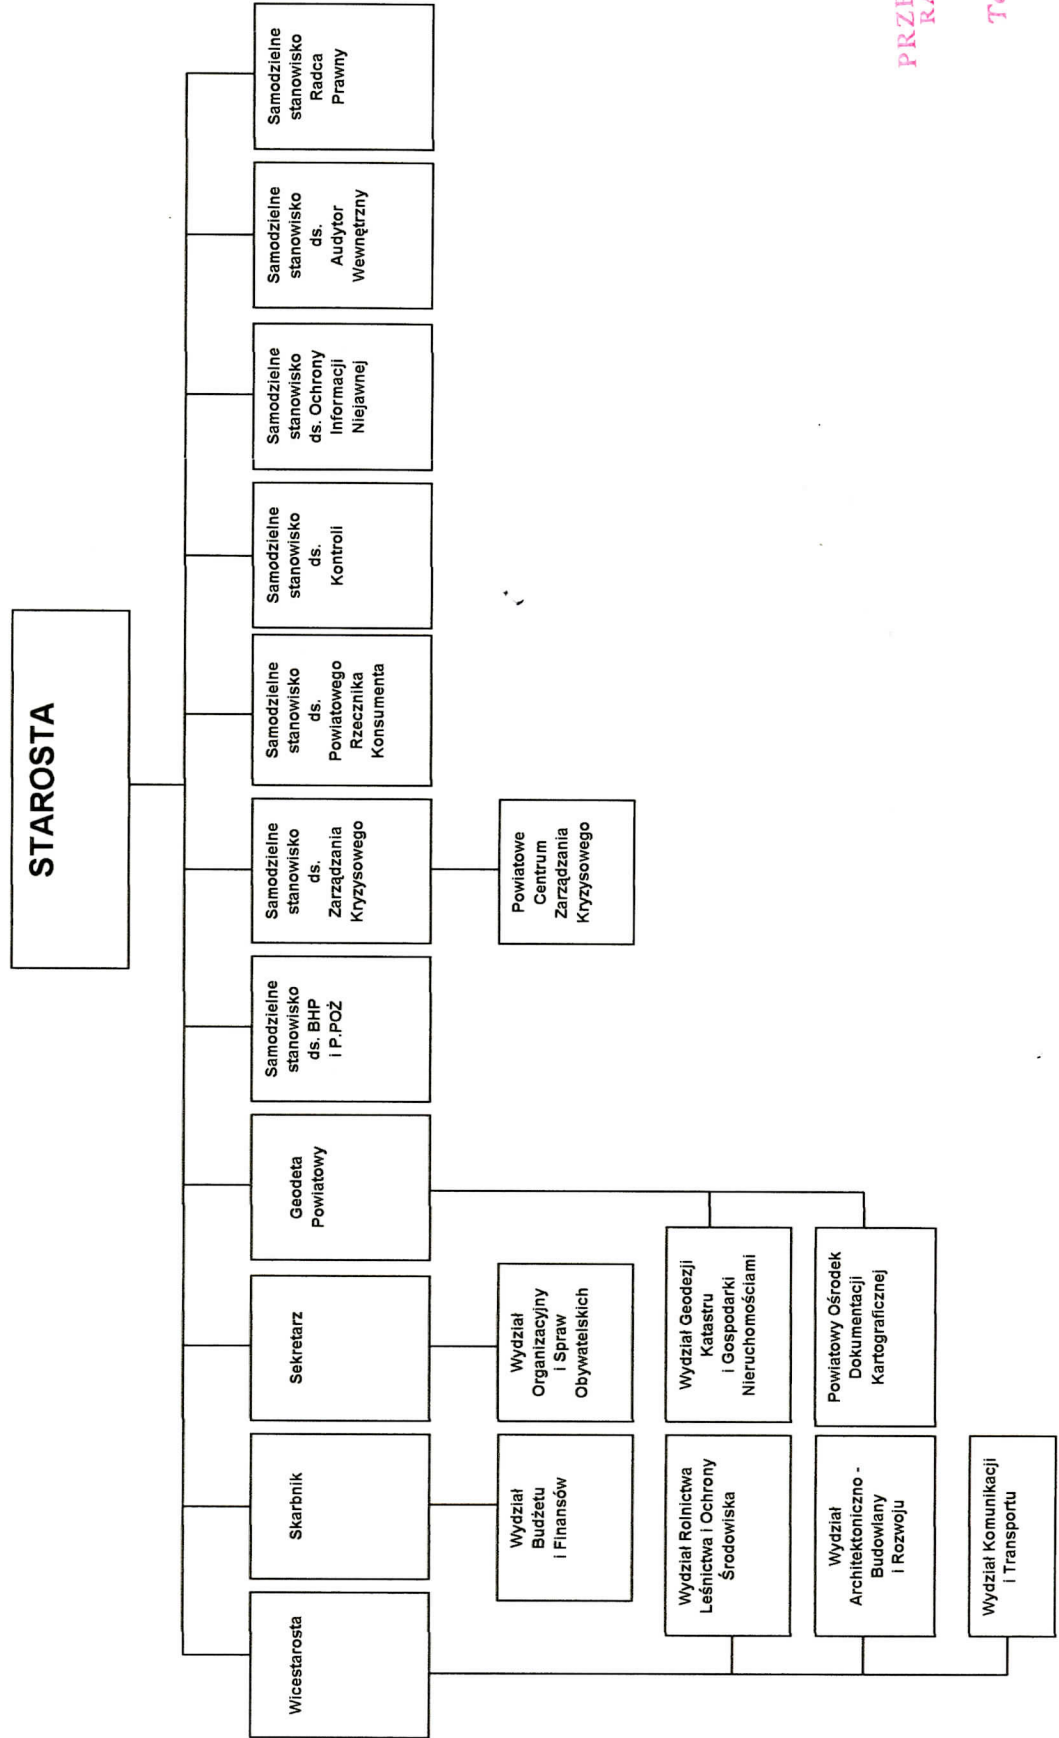 STAROSTA
Wicestarosta
Skarbnik
Sekretarz
Geodeta
Powiatowy
Samodzielne
stanowisko
ds. BHP
i P.POŻ
Samodzielne
stanowisko
ds.
Zarządzania
Kryzysowego
Samodzielne
stanowisko
ds.
Powiatowego
Rzecznika
Konsumenta
Samodzielne
stanowisko
ds.
Kontroli
Samodzielne
stanowisko
ds. Ochrony
Informacji
Niejawnej
Samodzielne
stanowisko
ds.
Audytor
Wewnętrzny
Samodzielne
stanowisko
Radca
Prawny
Wydział
Budżetu
i Finansów
Wydział
Organizacyjny
i Spraw
Obywatelskich
Powiatowe
Centrum
Zarządzania
Kryzysowego
Wydział Rolnictwa
Leśnictwa i Ochrony
Środowiska
Wydział Geodezji
Katastru
i Gospodarki
Nieruchomościami
Wydział
Architektoniczno -
Budowlany
i Rozwoju
Powiatowy Ośrodek
Dokumentacji
Kartograficznej
Wydział Komunikacji
i Transportu